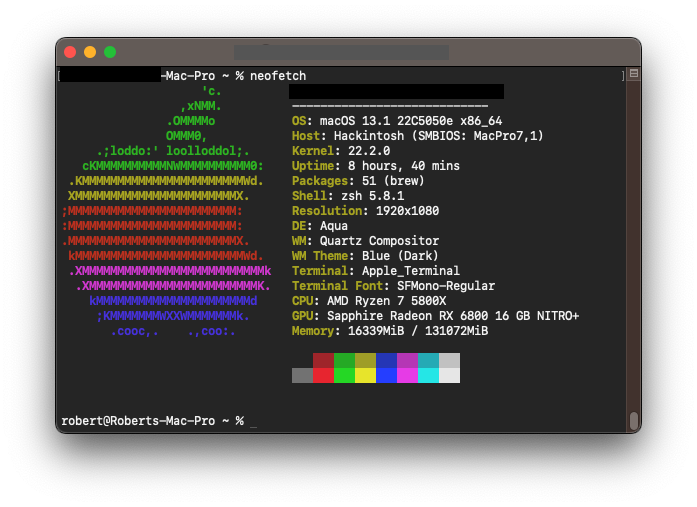 [ -Mac-Pro ~ % neofetch ]
'c.
,xNMM. ----------------------------
.OMMMMo OS: macOS 13.1 22C5050e x86_64
OMMM0, Host: Hackintosh (SMBIOS: MacPro7,1)
.;loddo:' loolloddol;. Kernel: 22.2.0
cKMMMMMMMMMMNWMMMMMMMMMM0: Uptime: 8 hours, 40 mins
.KMMMMMMMMMMMMMMMMMMMMMMMWd. Packages: 51 (brew)
XMMMMMMMMMMMMMMMMMMMMMMMX. Shell: zsh 5.8.1
;MMMMMMMMMMMMMMMMMMMMMMMM: Resolution: 1920x1080
:MMMMMMMMMMMMMMMMMMMMMMMM: DE: Aqua
.MMMMMMMMMMMMMMMMMMMMMMMMX. WM: Quartz Compositor
kMMMMMMMMMMMMMMMMMMMMMMMMWd. WM Theme: Blue (Dark)
.XMMMMMMMMMMMMMMMMMMMMMMMMMMk Terminal: Apple_Terminal
.XMMMMMMMMMMMMMMMMMMMMMMMMK. Terminal Font: SFMono-Regular
kMMMMMMMMMMMMMMMMMMMMMMd CPU: AMD Ryzen 7 5800X
;KMMMMMMMWXXWMMMMMMMk. GPU: Sapphire Radeon RX 6800 16 GB NITRO+
.cooc,. .,coo:. Memory: 16339MiB / 131072MiB
robert@Roberts-Mac-Pro ~ % _